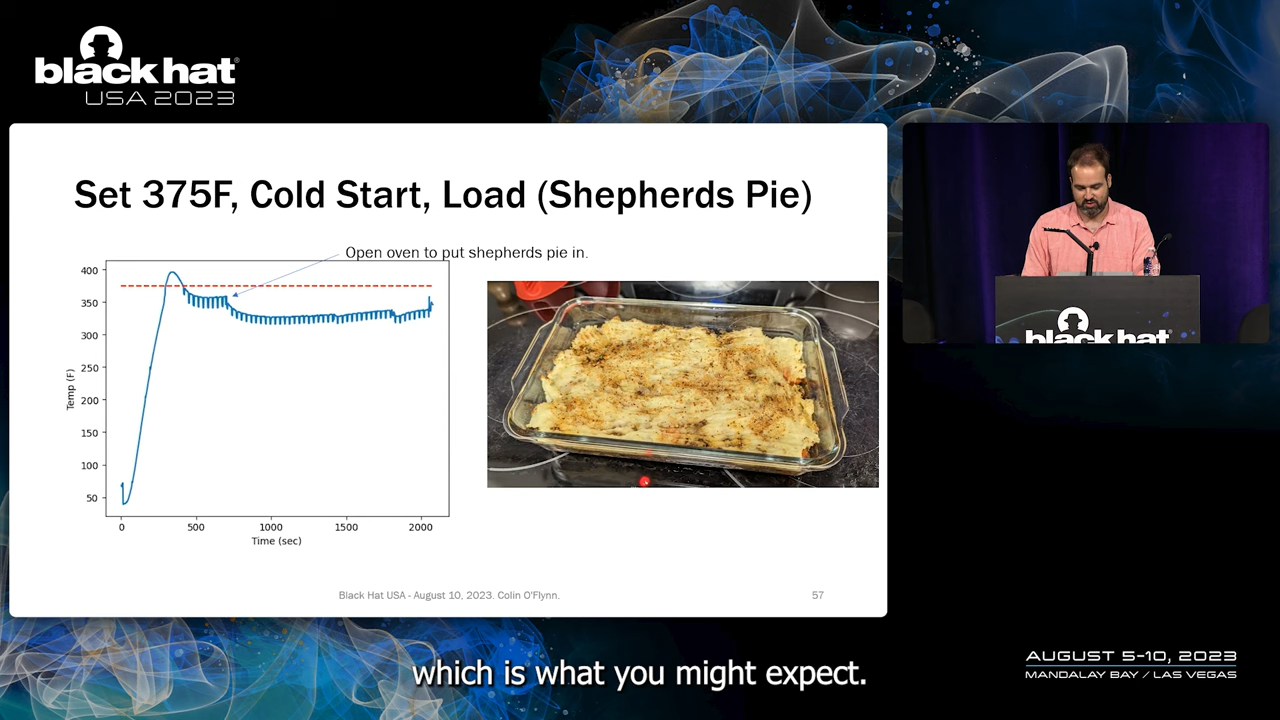 black hat®
USA 2023
Set 375F, Cold Start, Load (Shepherds Pie)
Open oven to put shepherds pie in.
400
350
300
250
200
150
100
50
Temp (F)
0 500 1000 1500 2000
Time (sec)
Black Hat USA - August 10, 2023. Colin O'Flynn.
57
black hat
which is what you might expect.
AUGUST 5-10, 2023
MANDALAY BAY / LAS VEGAS